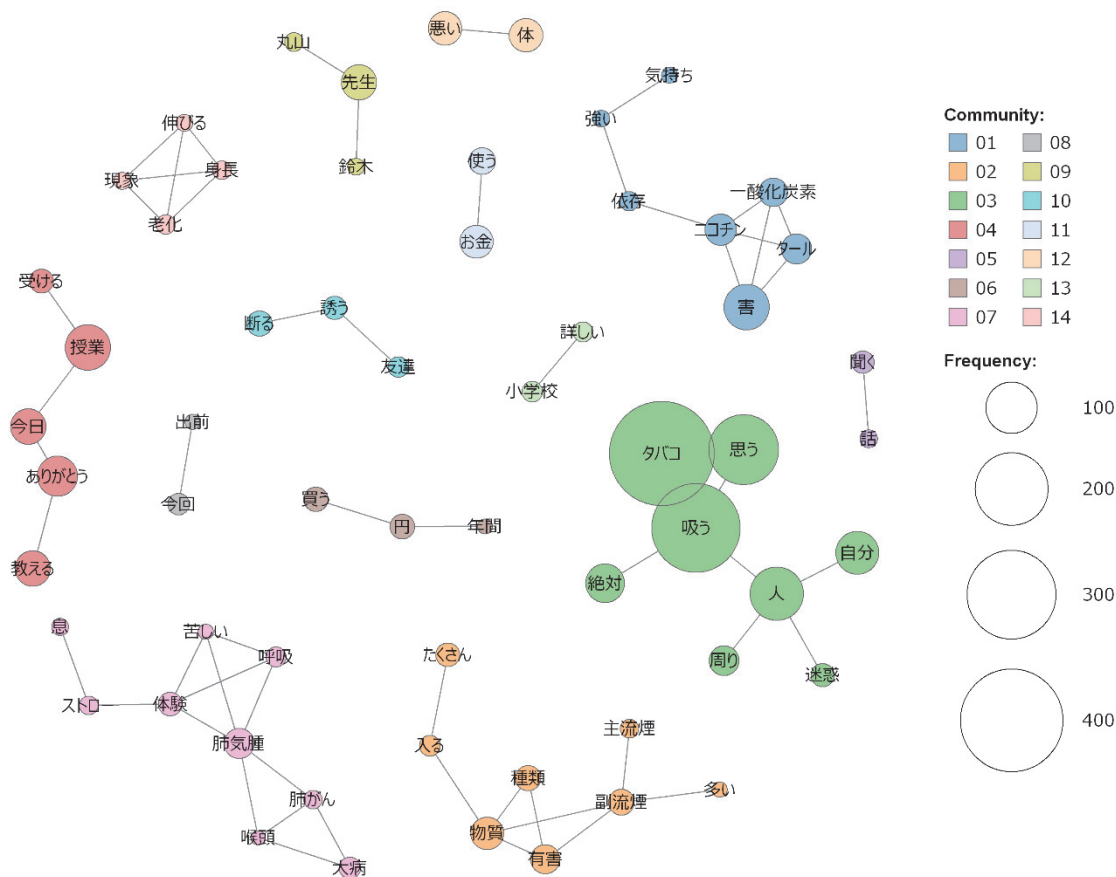 悪い
体
丸山
先生
鈴木
気持ち
強い
依存
一酸化炭素
ニコチン
タール
害
伸びる
身長
現象
老化
使う
お金
受ける
授業
今日
ありがとう
教える
断る
誘う
友達
詳しい
小学校
聞く
話
出前
今回
買う
円
年間
タバコ
思う
吸う
絶対
人
自分
周り
迷惑
息
ストロ
苦しい
呼吸
体験
肺気腫
肺がん
喉頭
大病
たくさん
入る
主流煙
種類
副流煙
多い
物質
有害
Community:
01 08
02 09
03 10
04 11
05 12
06 13
07 14
Frequency:
100
200
300
400